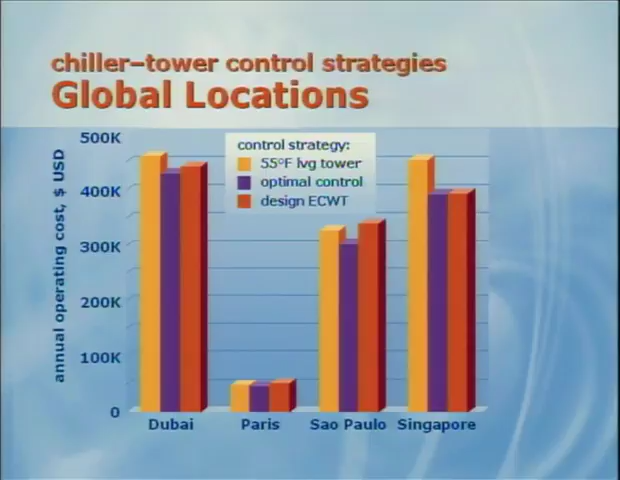 chiller–tower control strategies
Global Locations
annual operating cost, $ USD
500K
400K
300K
200K
100K
0
control strategy:
55°F lvg tower
optimal control
design ECWT
Dubai
Paris
Sao Paulo
Singapore